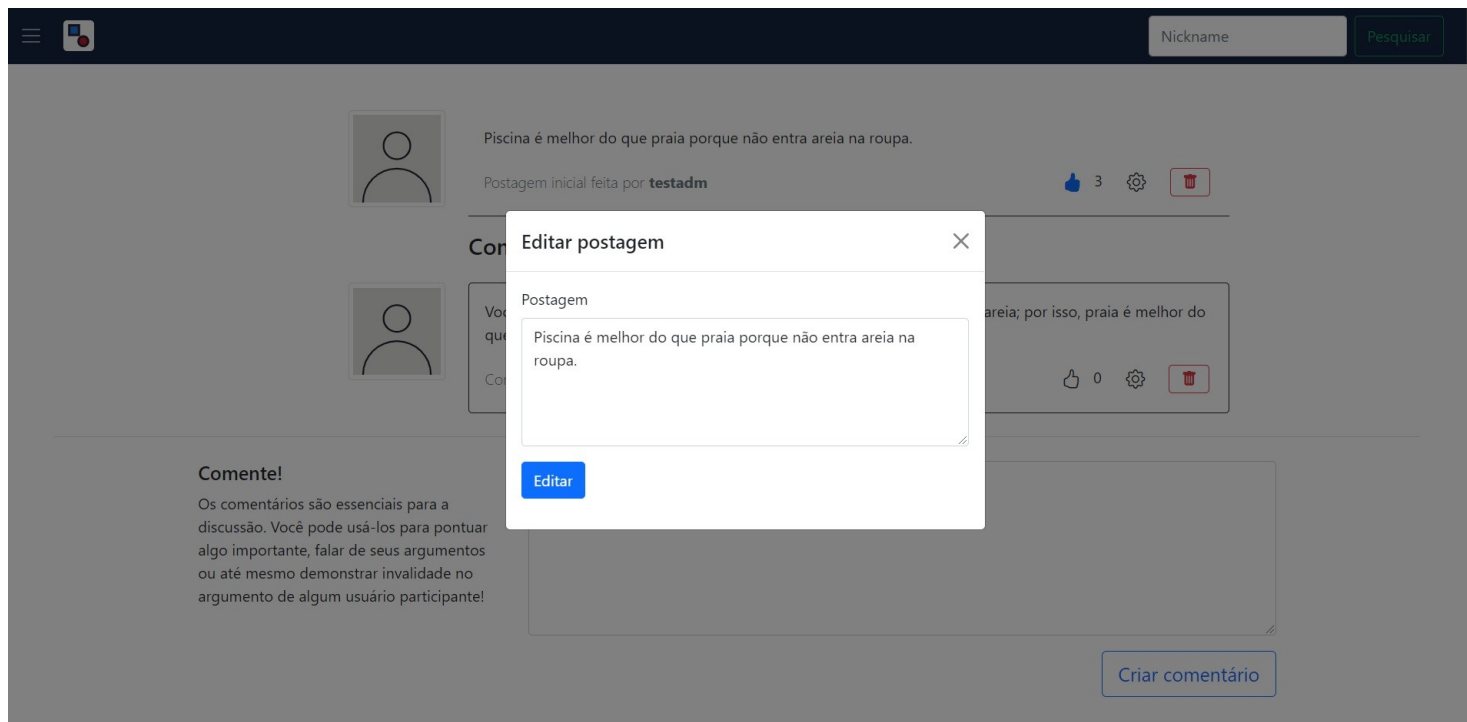 Nickname
Pesquisar
Piscina é melhor do que praia porque não entra areia na roupa.
Postagem inicial feita por testadm
3
Editar postagem
Postagem
Piscina é melhor do que praia porque não entra areia na
roupa.
Editar
areia; por isso, praia é melhor do
0
Comente!
Os comentários são essenciais para a
discussão. Você pode usá-los para pontuar
algo importante, falar de seus argumentos
ou até mesmo demonstrar invalidade no
argumento de algum usuário participante!
Criar comentário